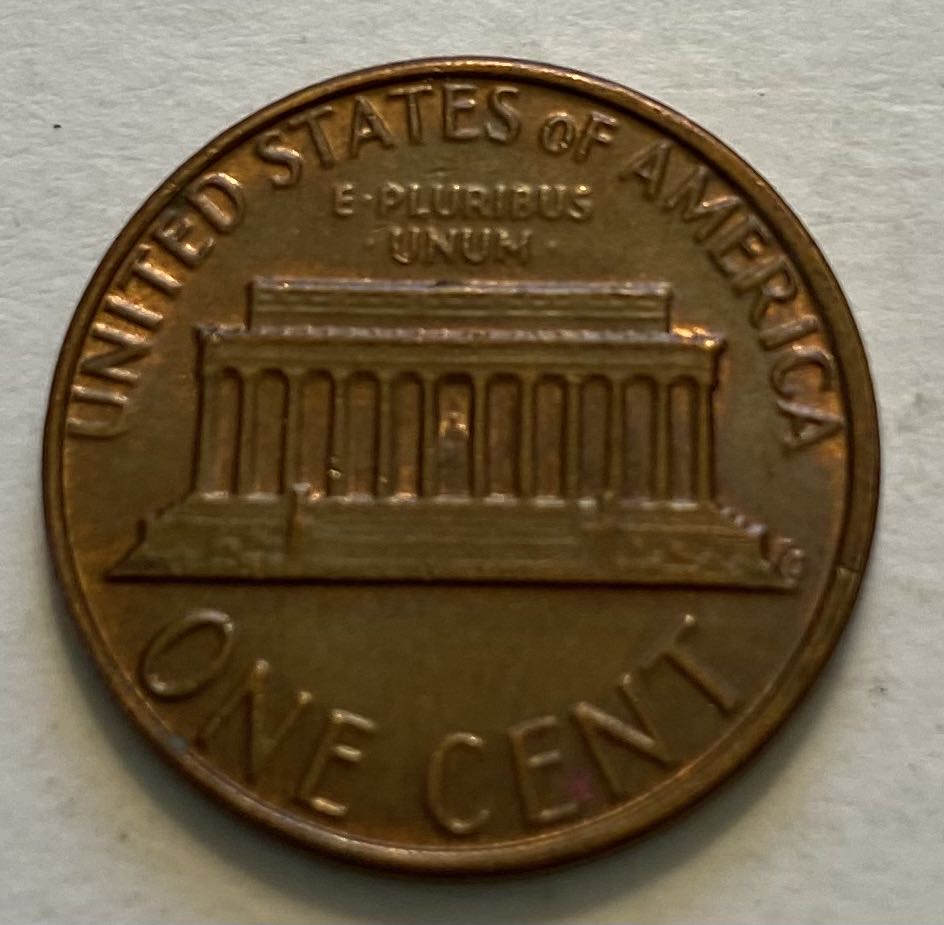 UNITED STATES OF AMERICA
E·PLURIBUS
·UNUM·
ONE CENT